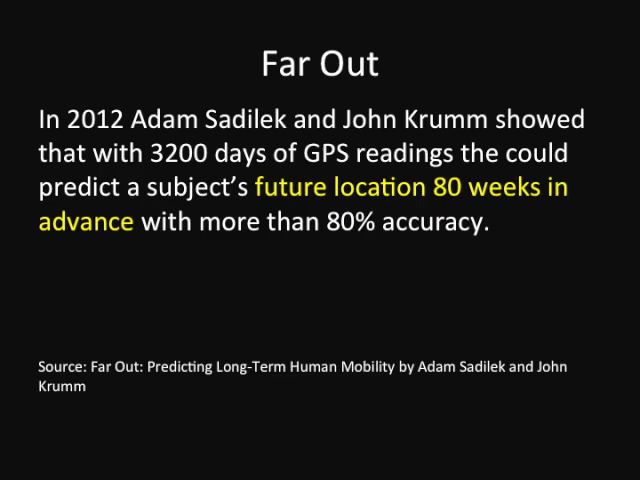 Far Out
In 2012 Adam Sadilek and John Krumm showed
that with 3200 days of GPS readings the could
predict a subject's future location 80 weeks in
advance with more than 80% accuracy.
Source: Far Out: Predicting Long-Term Human Mobility by Adam Sadilek and John
Krumm